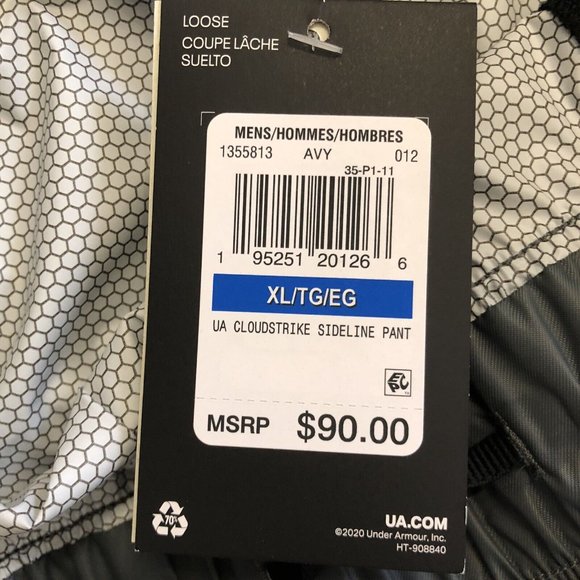 LOOSE
COUPE LÂCHE
SUELTO
MENS/HOMMES/HOMBRES
1355813 AVY 012
35-P1-11
1 95251 20126 6
XL/TG/EG
UA CLOUDSTRIKE SIDELINE PANT
EPC
MSRP $90.00
70%
UA.COM
©2020 Under Armour, Inc.
HT-908840